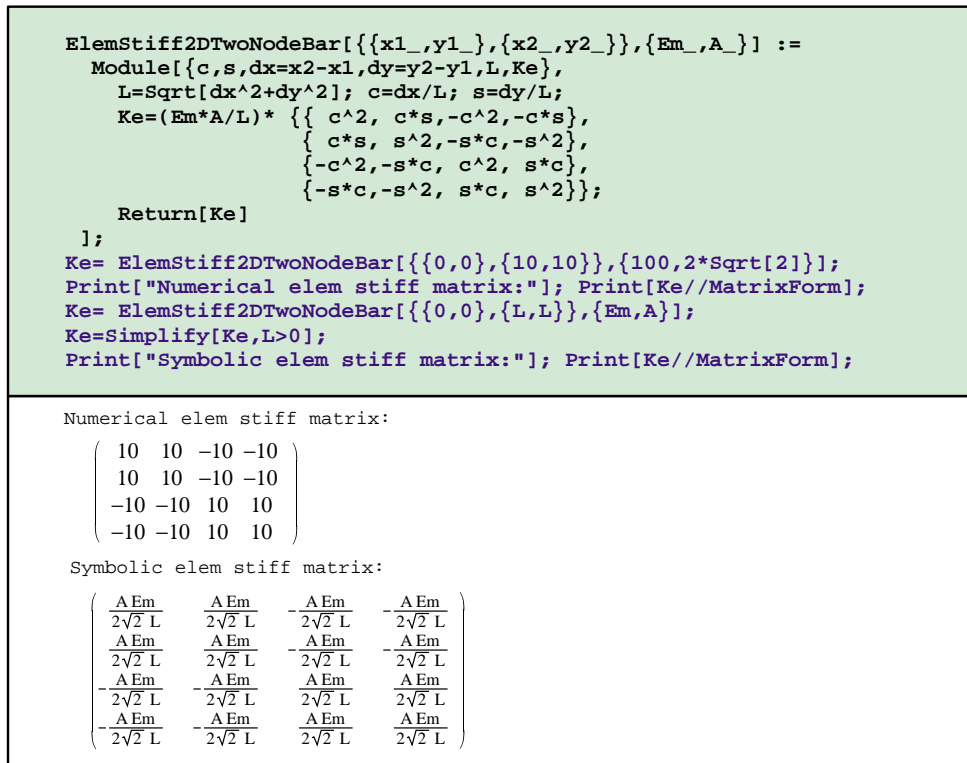 ElemStiff2DTwoNodeBar[{{x1_,y1_},{x2_,y2_}},{Em_,A_}] :=
Module[{c,s,dx=x2-x1,dy=y2-y1,L,Ke},
L=Sqrt[dx^2+dy^2]; c=dx/L; s=dy/L;
Ke=(Em*A/L)* {{ c^2, c*s,-c^2,-c*s},
{ c*s, s^2,-s*c,-s^2},
{-c^2,-s*c, c^2, s*c},
{-s*c,-s^2, s*c, s^2}};
Return[Ke]
];
Ke= ElemStiff2DTwoNodeBar[{{0,0},{10,10}},{100,2*Sqrt[2]}];
Print["Numerical elem stiff matrix:"]; Print[Ke//MatrixForm];
Ke= ElemStiff2DTwoNodeBar[{{0,0},{L,L}},{Em,A}];
Ke=Simplify[Ke,L>0];
Print["Symbolic elem stiff matrix:"]; Print[Ke//MatrixForm];
Numerical elem stiff matrix:
10 10 −10 −10
10 10 −10 −10
−10 −10 10 10
−10 −10 10 10
Symbolic elem stiff matrix:
A Em A Em - A Em - A Em
2√2 L 2√2 L 2√2 L 2√2 L
A Em A Em - A Em - A Em
2√2 L 2√2 L 2√2 L 2√2 L
- A Em - A Em A Em A Em
2√2 L 2√2 L 2√2 L 2√2 L
- A Em - A Em A Em A Em
2√2 L 2√2 L 2√2 L 2√2 L